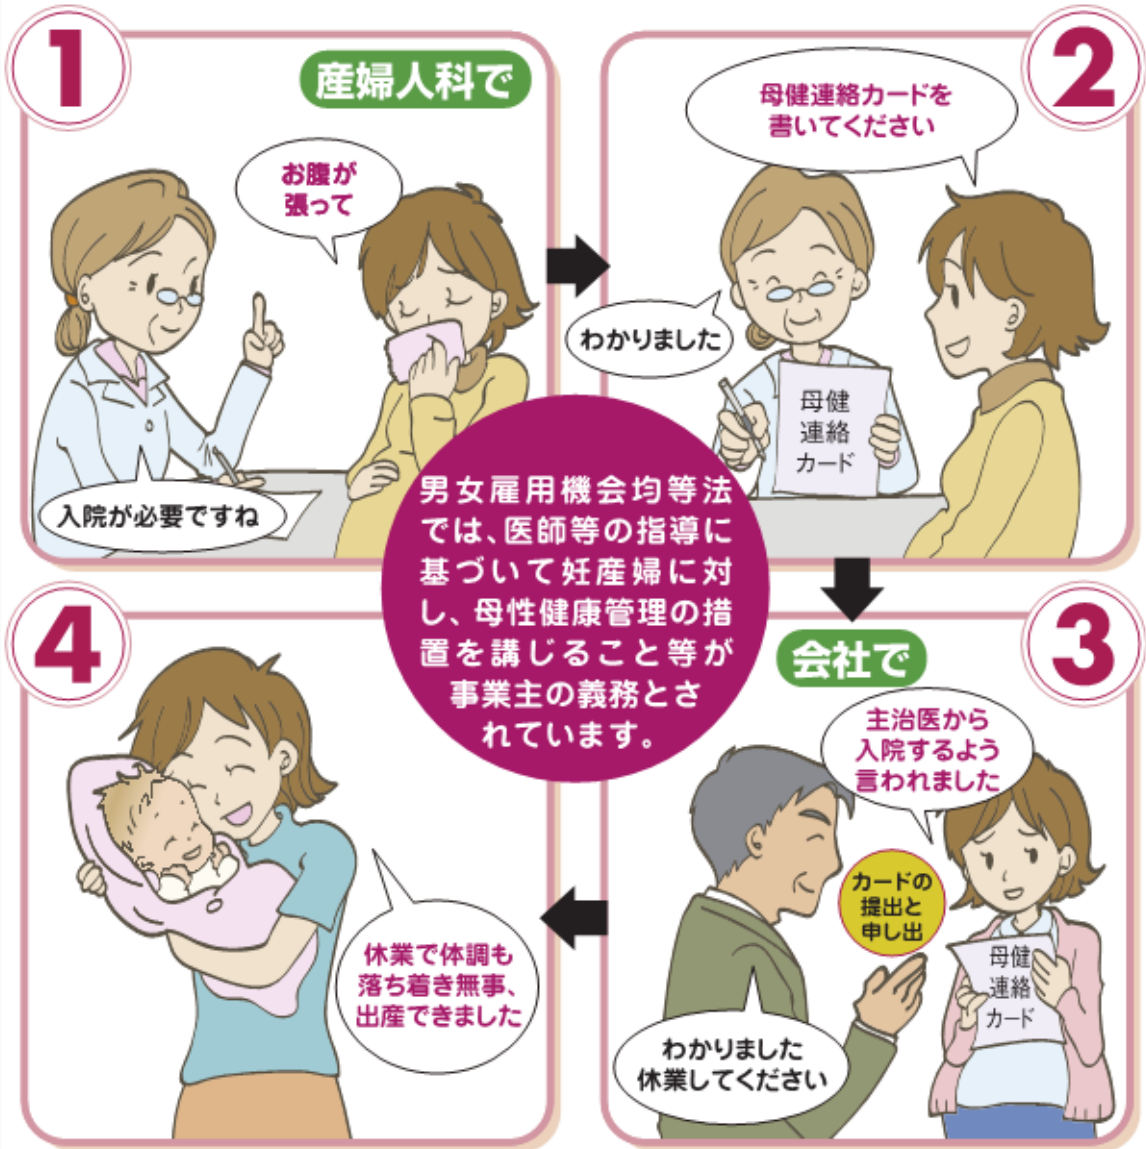 1
産婦人科で
お腹が
張って
入院が必要ですね
2
母健連絡カードを
書いてください
わかりました
母健
連絡
カード
男女雇用機会均等法
では、医師等の指導に
基づいて妊産婦に対
し、母性健康管理の措
置を講じること等が
事業主の義務とさ
れています。
3
会社で
主治医から
入院するよう
言われました
カードの
提出と
申し出
母健
連絡
カード
わかりました
休業してください
4
休業で体調も
落ち着き無事、
出産できました